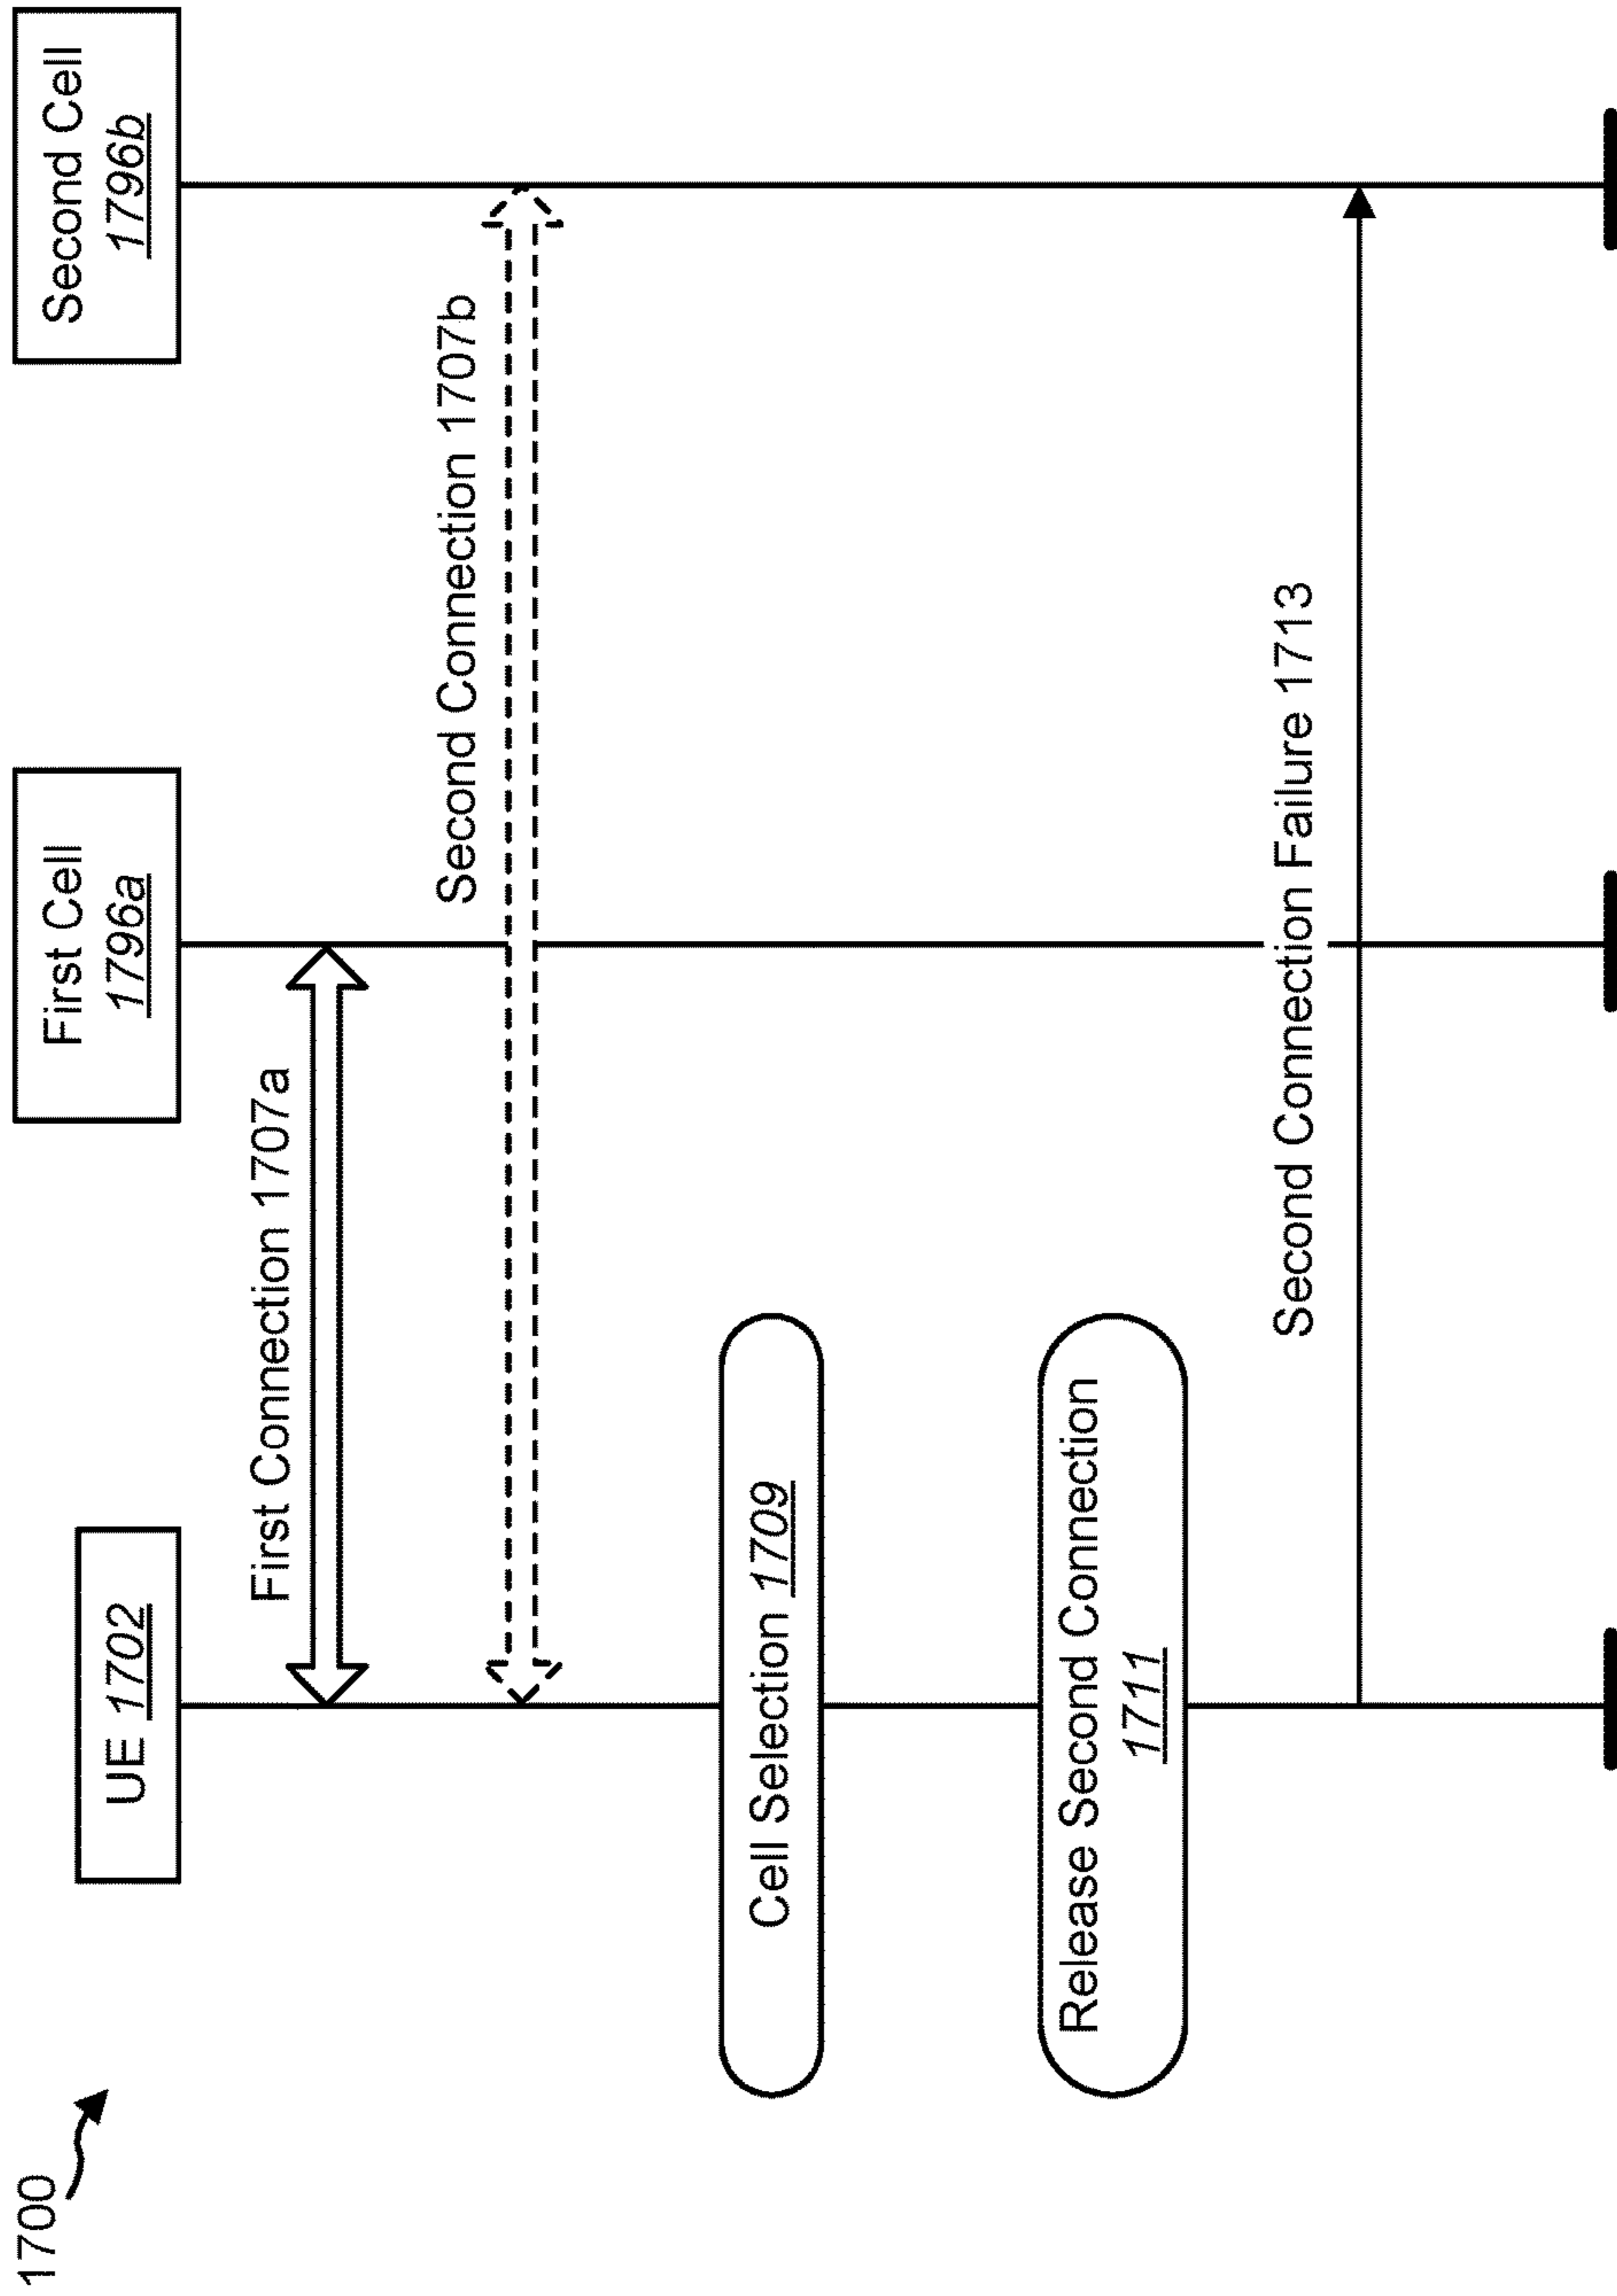 1700
UE 1702
First Cell
1796a
Second Cell
1796b
First Connection 1707a
Second Connection 1707b
Cell Selection 1709
Release Second Connection
1711
Second Connection Failure 1713